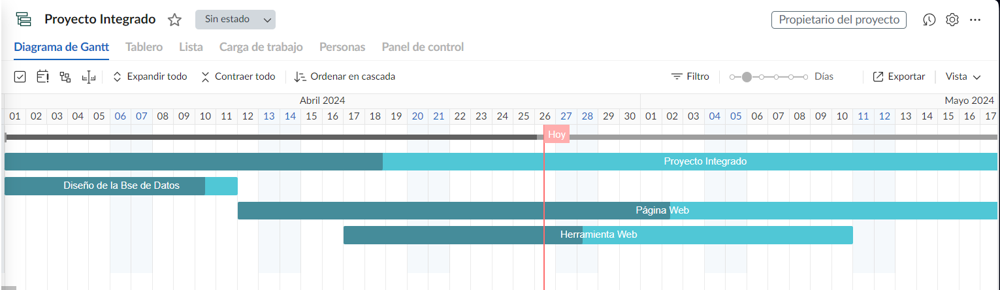 Proyecto Integrado Sin estado Propietario del proyecto
Diagrama de Gantt Tablero Lista Carga de trabajo Personas Panel de control
Expandir todo Contraer todo Ordenar en cascada Filtro Días Exportar Vista
Abril 2024 Mayo 2024
01 02 03 04 05 06 07 08 09 10 11 12 13 14 15 16 17 18 19 20 21 22 23 24 25 26 27 28 29 30 01 02 03 04 05 06 07 08 09 10 11 12 13 14 15 16 17
Hoy
Proyecto Integrado
Diseño de la Bse de Datos
Página Web
Herramienta Web